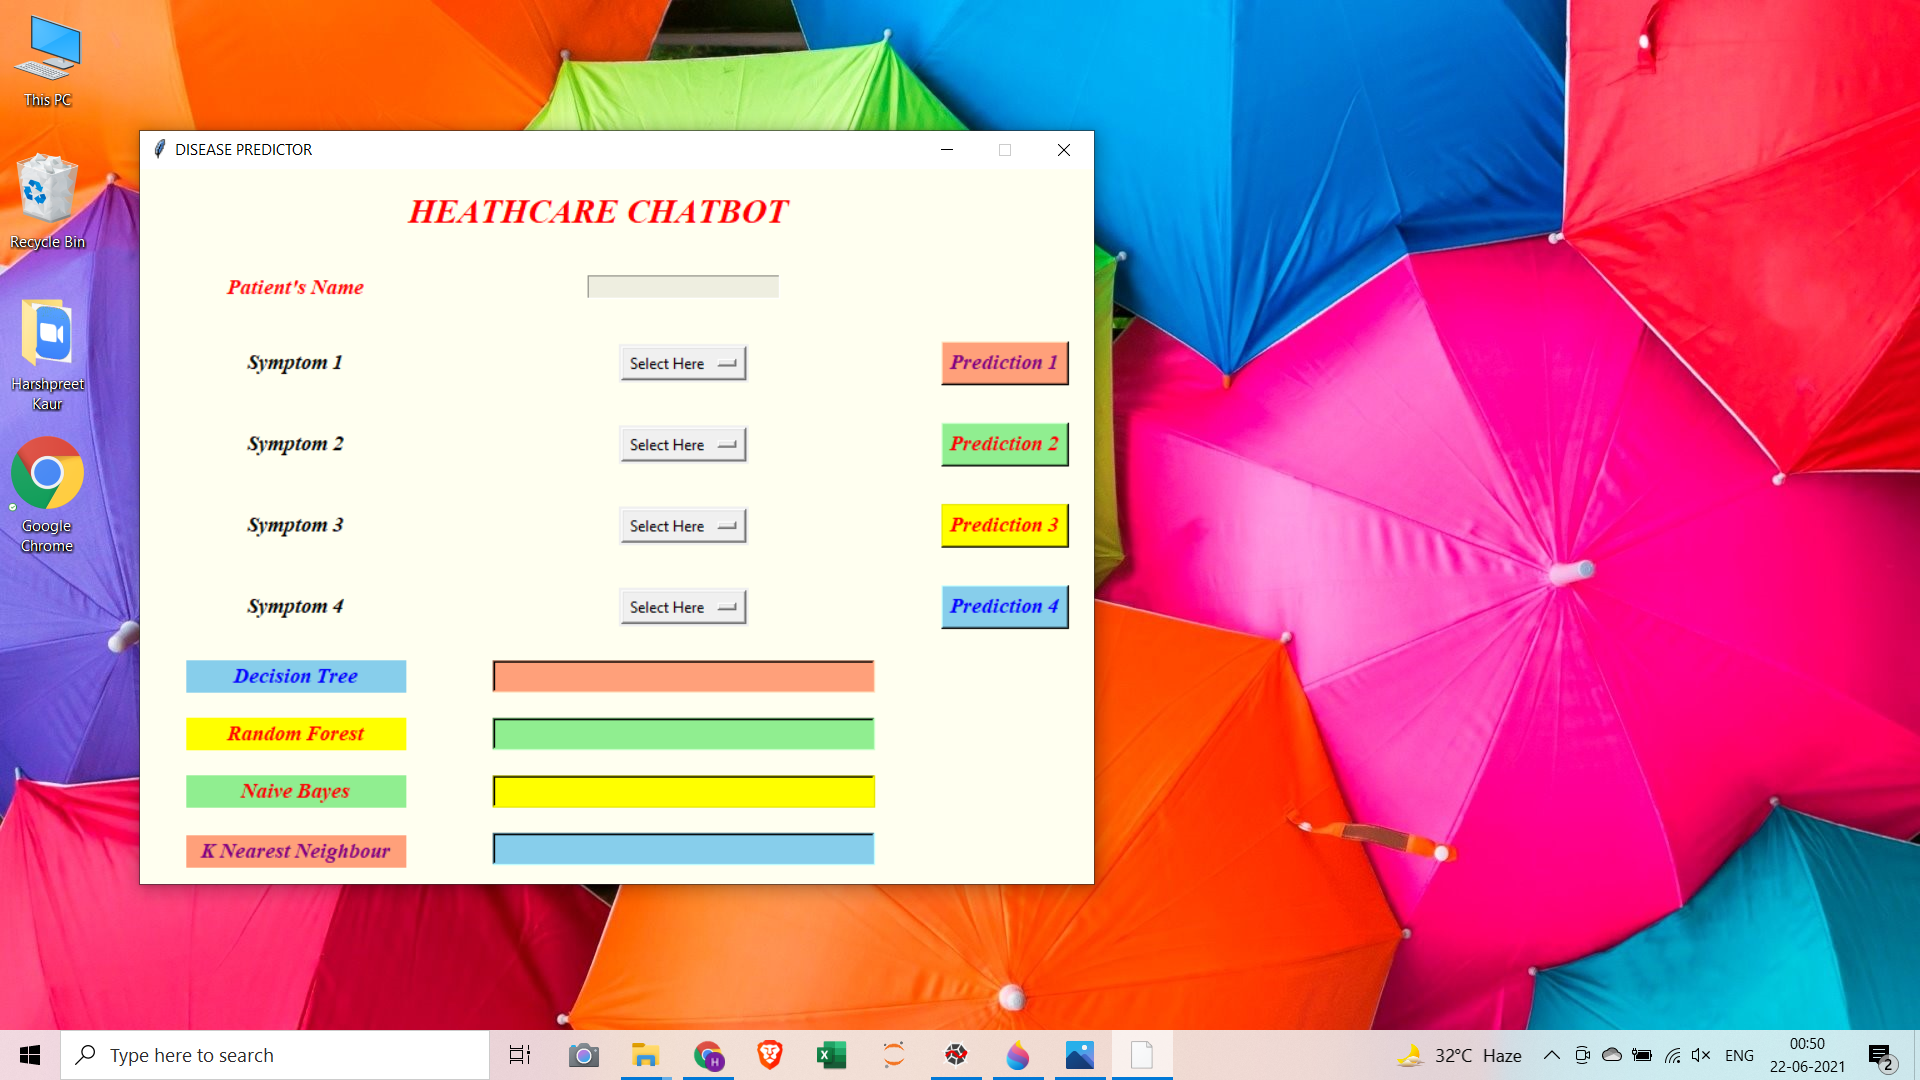 This PC
Recycle Bin
Harshpreet
Kaur
Google
Chrome
DISEASE PREDICTOR
HEATHCARE CHATBOT
Patient's Name
Symptom 1 Select Here Prediction 1
Symptom 2 Select Here Prediction 2
Symptom 3 Select Here Prediction 3
Symptom 4 Select Here Prediction 4
Decision Tree
Random Forest
Naive Bayes
K Nearest Neighbour
Type here to search
H
32°C Haze
ENG
00:50
22-06-2021
2